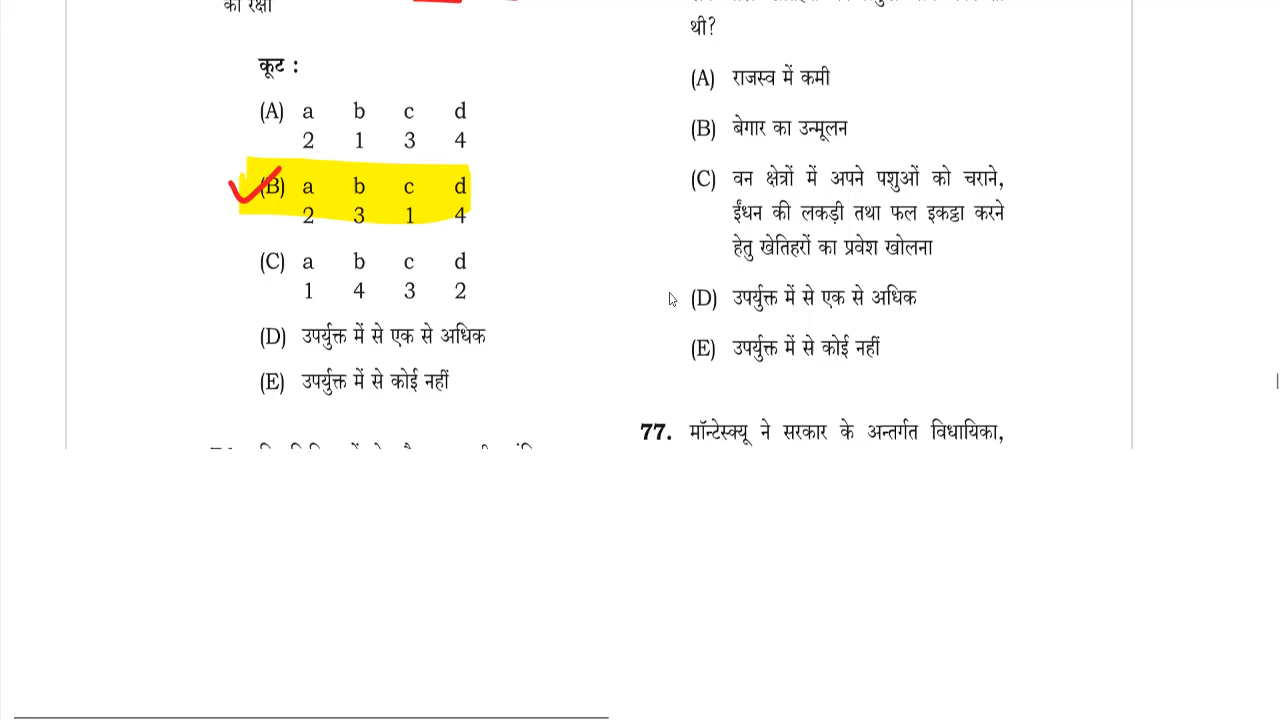 की रक्षा
कूट :
(A) a b c d
2 1 3 4
(B) a b c d
2 3 1 4
(C) a b c d
1 4 3 2
(D) उपर्युक्त में से एक से अधिक
(E) उपर्युक्त में से कोई नहीं
थी?
(A) राजस्व में कमी
(B) बेगार का उन्मूलन
(C) वन क्षेत्रों में अपने पशुओं को चराने,
ईंधन की लकड़ी तथा फल इकट्ठा करने
हेतु खेतिहरों का प्रवेश खोलना
(D) उपर्युक्त में से एक से अधिक
(E) उपर्युक्त में से कोई नहीं
77. मॉन्टेस्क्यू ने सरकार के अन्तर्गत विधायिका,